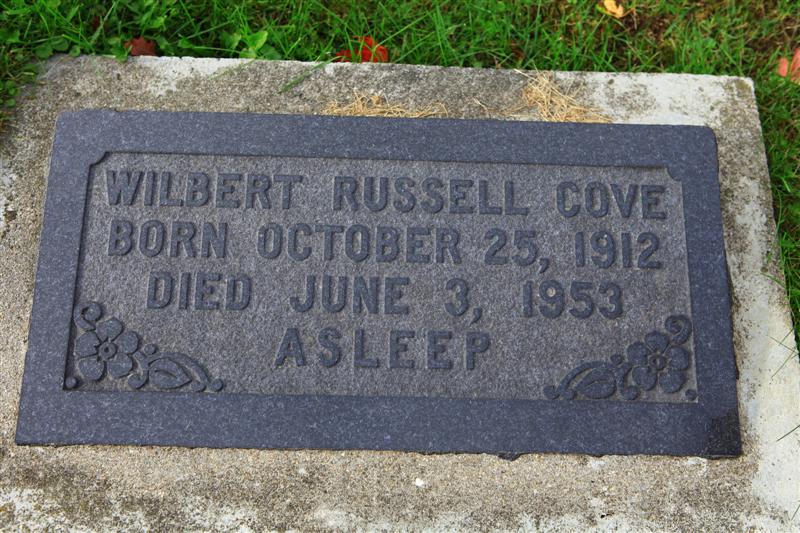 WILBERT RUSSELL COVE
BORN OCTOBER 25, 1912
DIED JUNE 3, 1953
ASLEEP